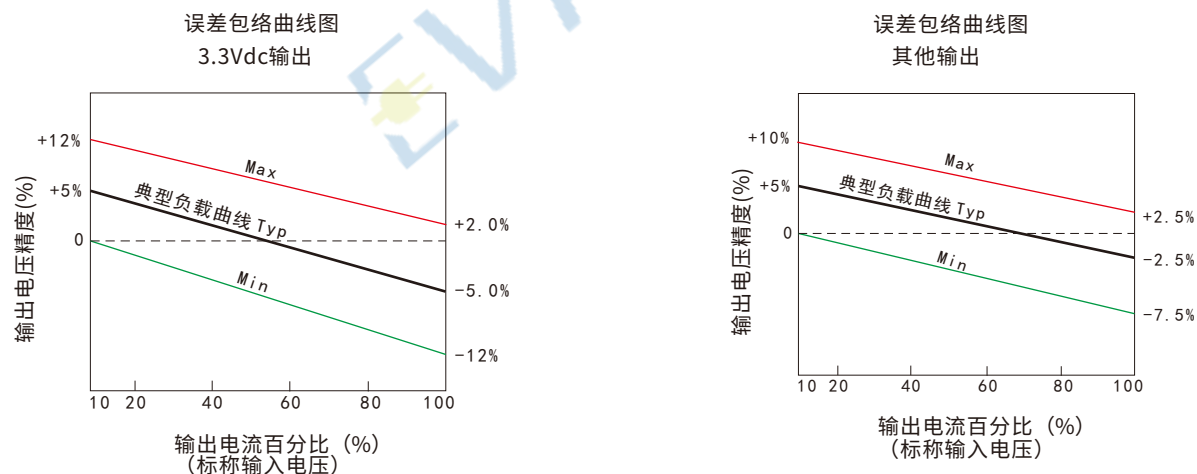 误差包络曲线图
3.3Vdc输出
+12%
+5%
0
Max
典型负载曲线 Typ
Min
+2.0%
-5.0%
-12%
10 20 40 60 80 100
输出电压精度(%)
输出电流百分比（%）
（标称输入电压）
误差包络曲线图
其他输出
+10%
+5%
0
Max
典型负载曲线 Typ
Min
+2.5%
-2.5%
-7.5%
10 20 40 60 80 100
输出电压精度(%)
输出电流百分比（%）
（标称输入电压）